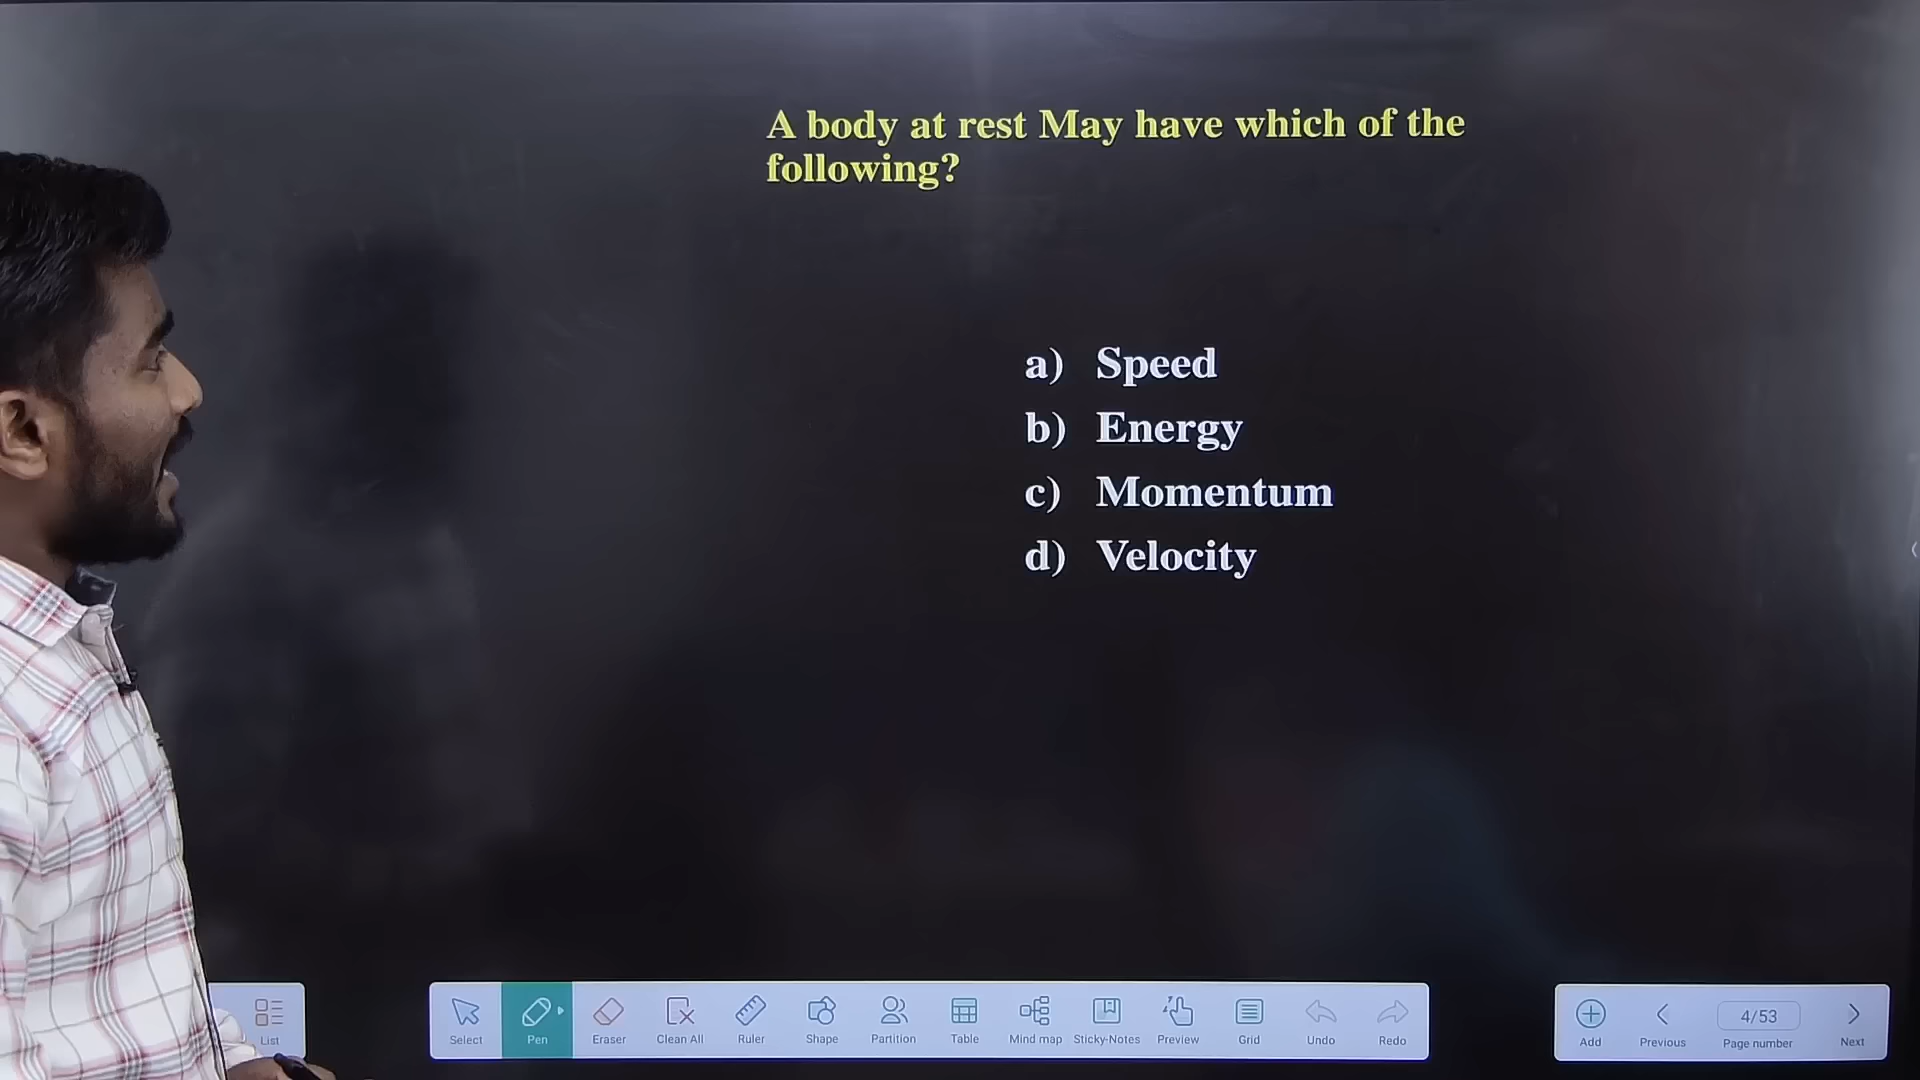 A body at rest May have which of the
following?
a) Speed
b) Energy
c) Momentum
d) Velocity
List
Select
Pen
Eraser
Clean All
Ruler
Shape
Partition
Table
Mind map
Sticky-Notes
Preview
Grid
Undo
Redo
Add
Previous
4/53
Page number
Next